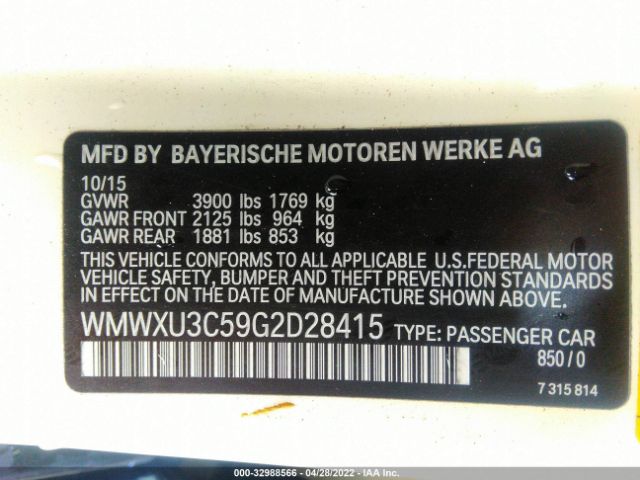 MFD BY BAYERISCHE MOTOREN WERKE AG
10/15
GVWR 3900 lbs 1769 kg
GAWR FRONT 2125 lbs 964 kg
GAWR REAR 1881 lbs 853 kg
THIS VEHICLE CONFORMS TO ALL APPLICABLE U.S.FEDERAL MOTOR
VEHICLE SAFETY, BUMPER AND THEFT PREVENTION STANDARDS
IN EFFECT ON THE DATE OF MANUFACTURE SHOWN ABOVE.
WMWXU3C59G2D28415 TYPE: PASSENGER CAR
850/0
7 315 814
000-32988566 - 04/28/2022 - IAA Inc.